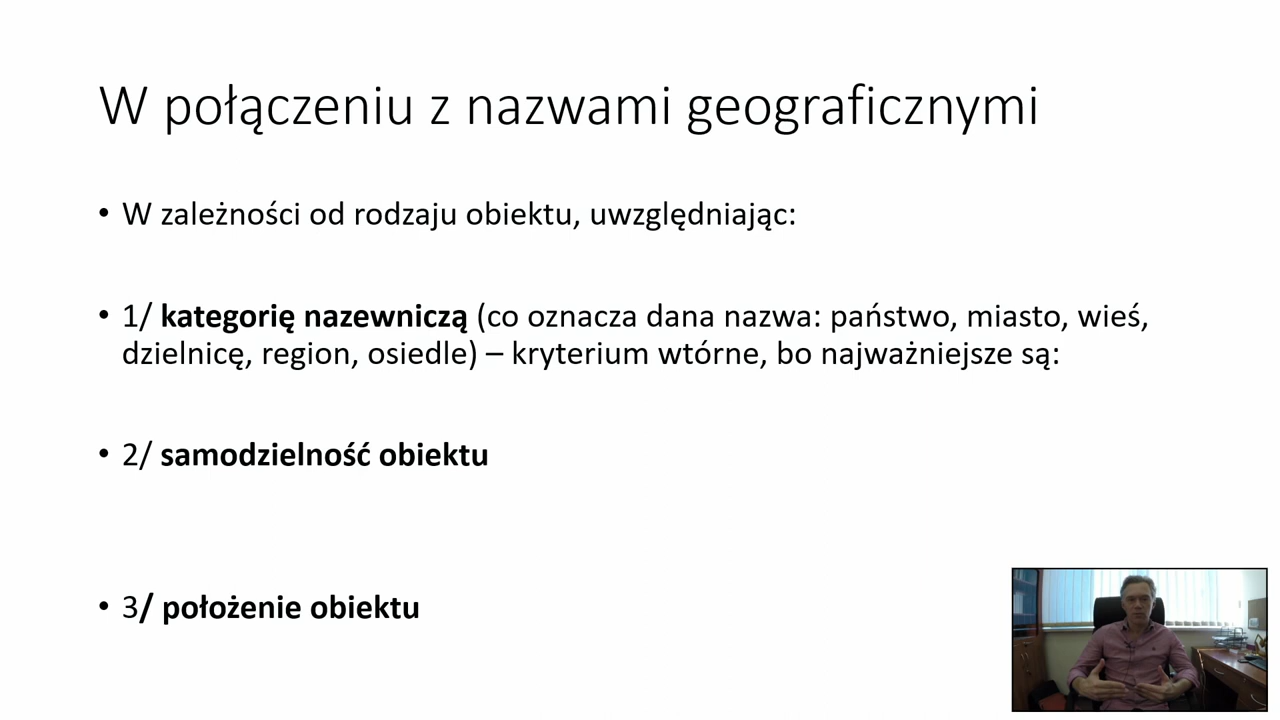 W połączeniu z nazwami geograficznymi
• W zależności od rodzaju obiektu, uwzględniając:
• 1/ kategorię nazewniczą (co oznacza dana nazwa: państwo, miasto, wieś,
dzielnicę, region, osiedle) – kryterium wtórne, bo najważniejsze są:
• 2/ samodzielność obiektu
• 3/ położenie obiektu